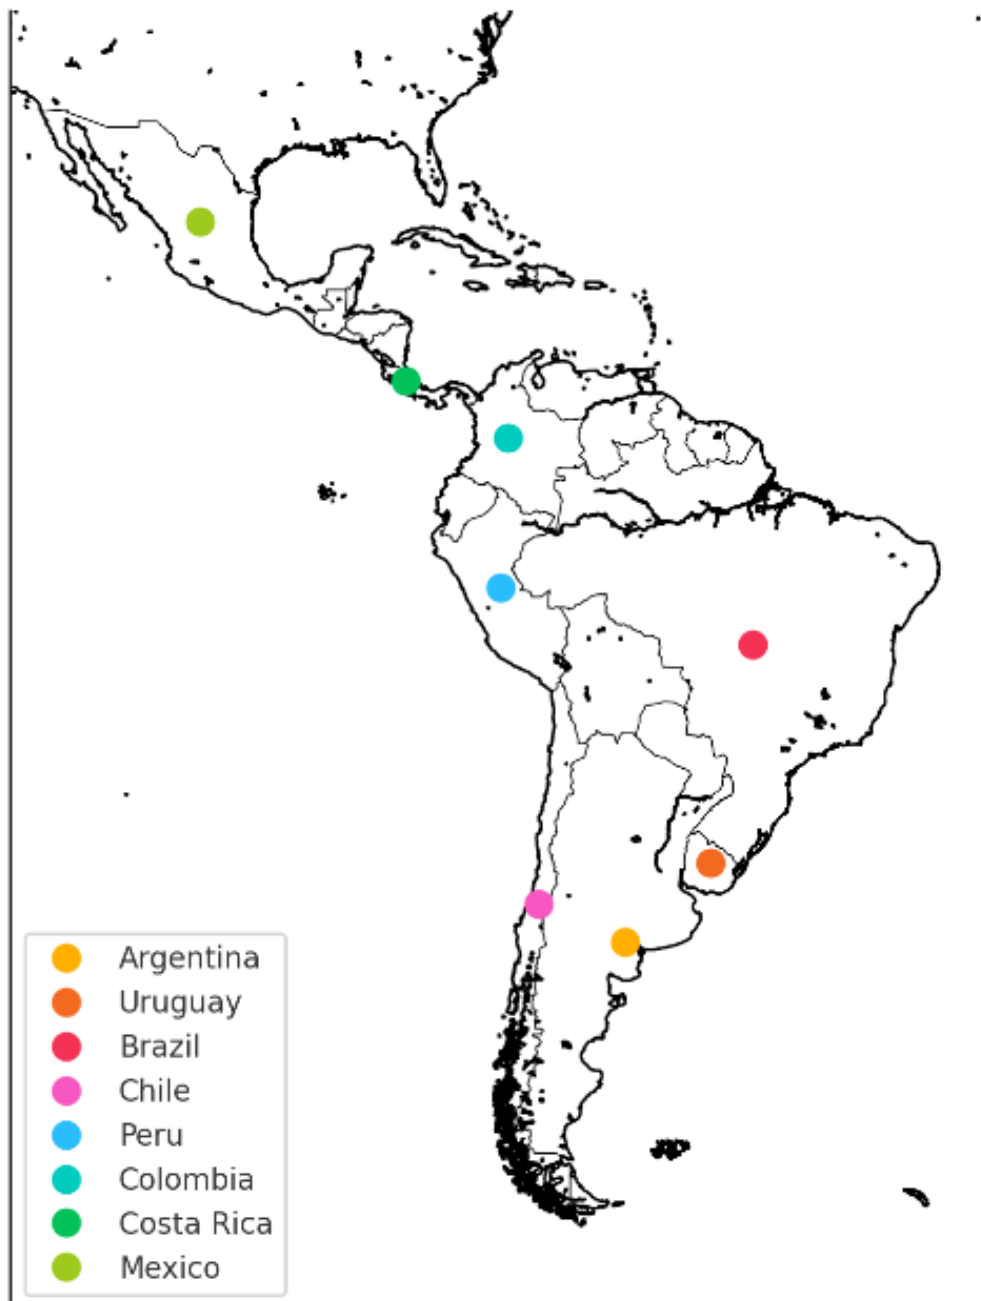 Argentina
Uruguay
Brazil
Chile
Peru
Colombia
Costa Rica
Mexico